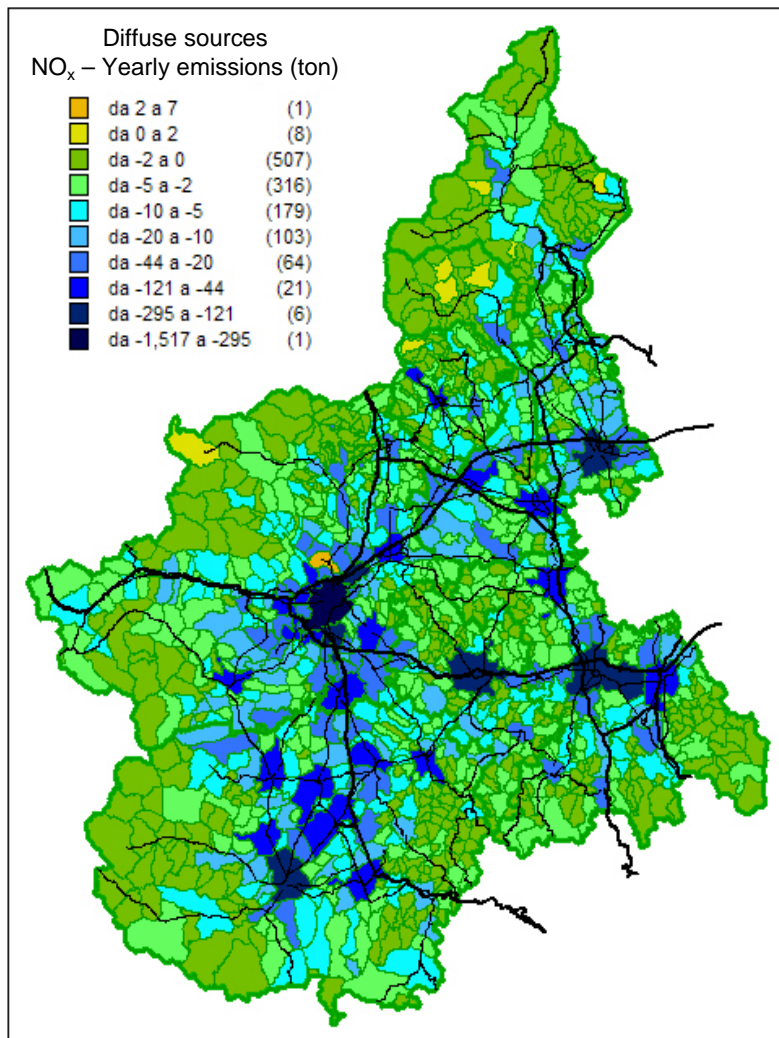 Diffuse sources
NOx – Yearly emissions (ton)
da 2 a 7 (1)
da 0 a 2 (8)
da -2 a 0 (507)
da -5 a -2 (316)
da -10 a -5 (179)
da -20 a -10 (103)
da -44 a -20 (64)
da -121 a -44 (21)
da -295 a -121 (6)
da -1,517 a -295 (1)